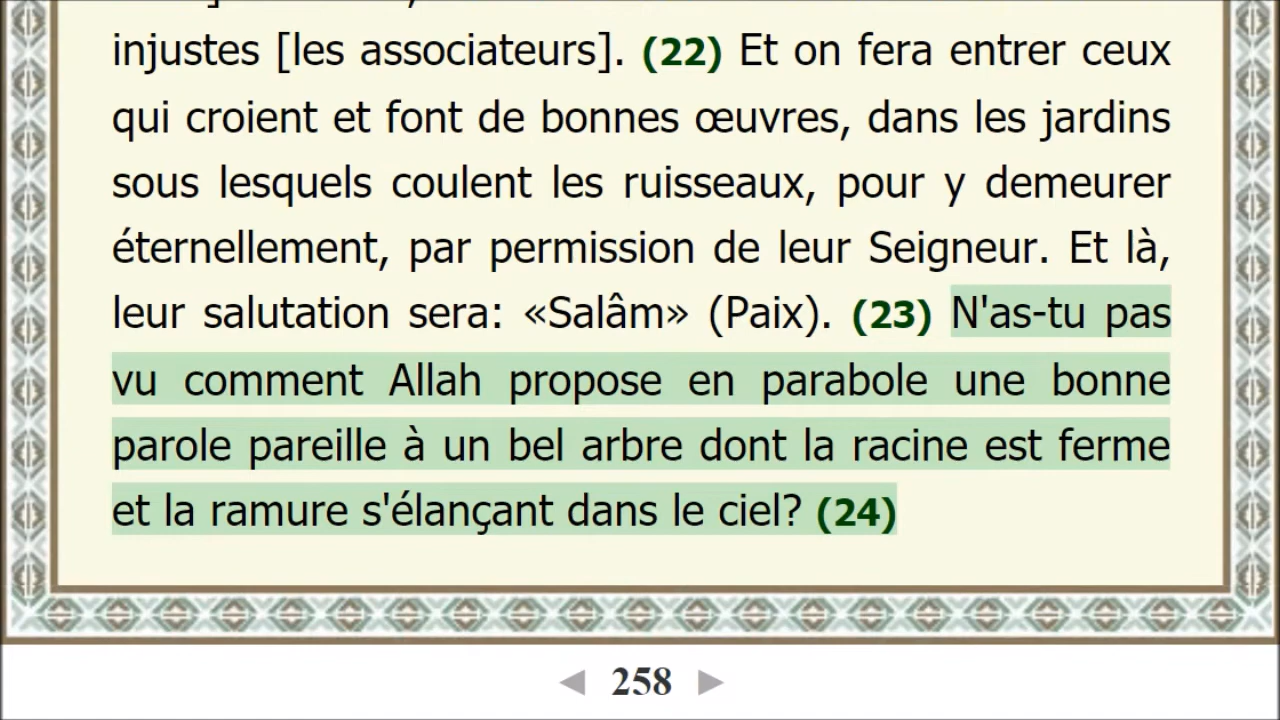 injustes [les associateurs]. (22) Et on fera entrer ceux
qui croient et font de bonnes œuvres, dans les jardins
sous lesquels coulent les ruisseaux, pour y demeurer
éternellement, par permission de leur Seigneur. Et là,
leur salutation sera: «Salâm» (Paix). (23) N'as-tu pas
vu comment Allah propose en parabole une bonne
parole pareille à un bel arbre dont la racine est ferme
et la ramure s'élançant dans le ciel? (24)
258